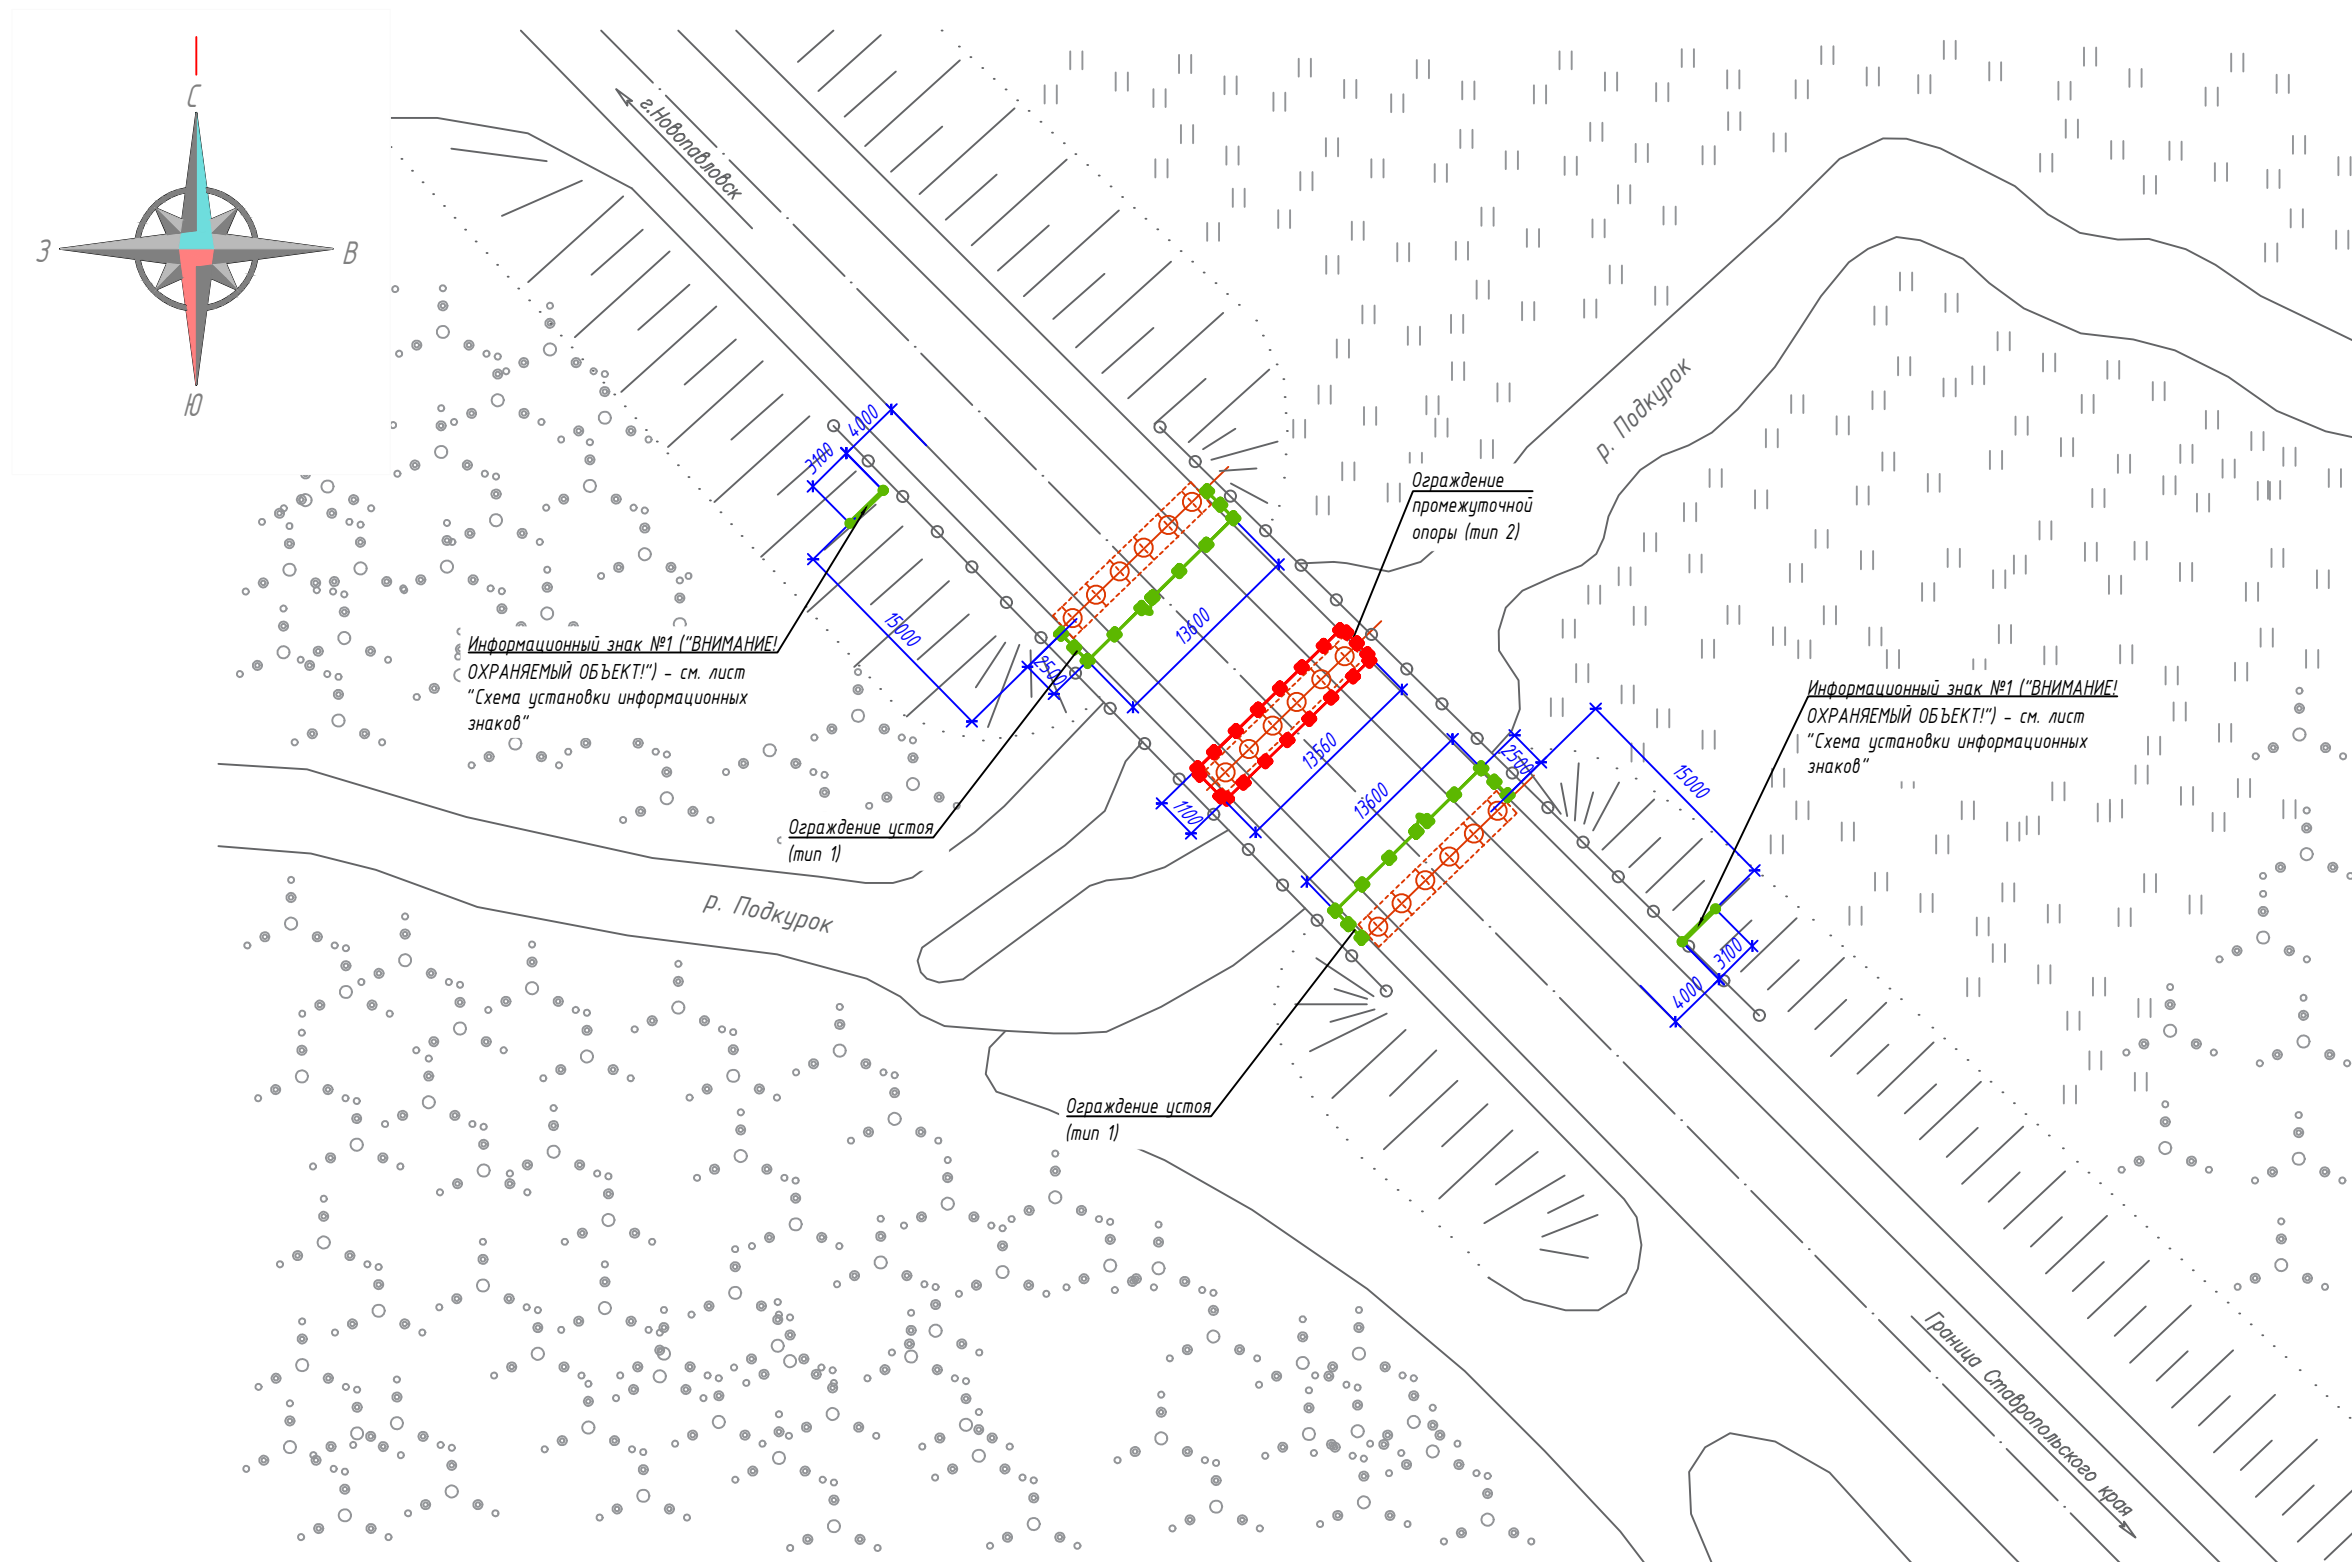 С
З
В
Ю
г.Новопавловск
4000
3100
15000
2500
13600
Ограждение
промежуточной
опоры (тип 2)
р. Подкурок
Информационный знак №1 ("ВНИМАНИЕ!
ОХРАНЯЕМЫЙ ОБЪЕКТ!") - см. лист
"Схема установки информационных
знаков"
Информационный знак №1 ("ВНИМАНИЕ!
ОХРАНЯЕМЫЙ ОБЪЕКТ!") - см. лист
"Схема установки информационных
знаков"
13560
13600
1100
2500
15000
3100
4000
Ограждение устоя
(тип 1)
р. Подкурок
Ограждение устоя
(тип 1)
Граница Ставропольского края